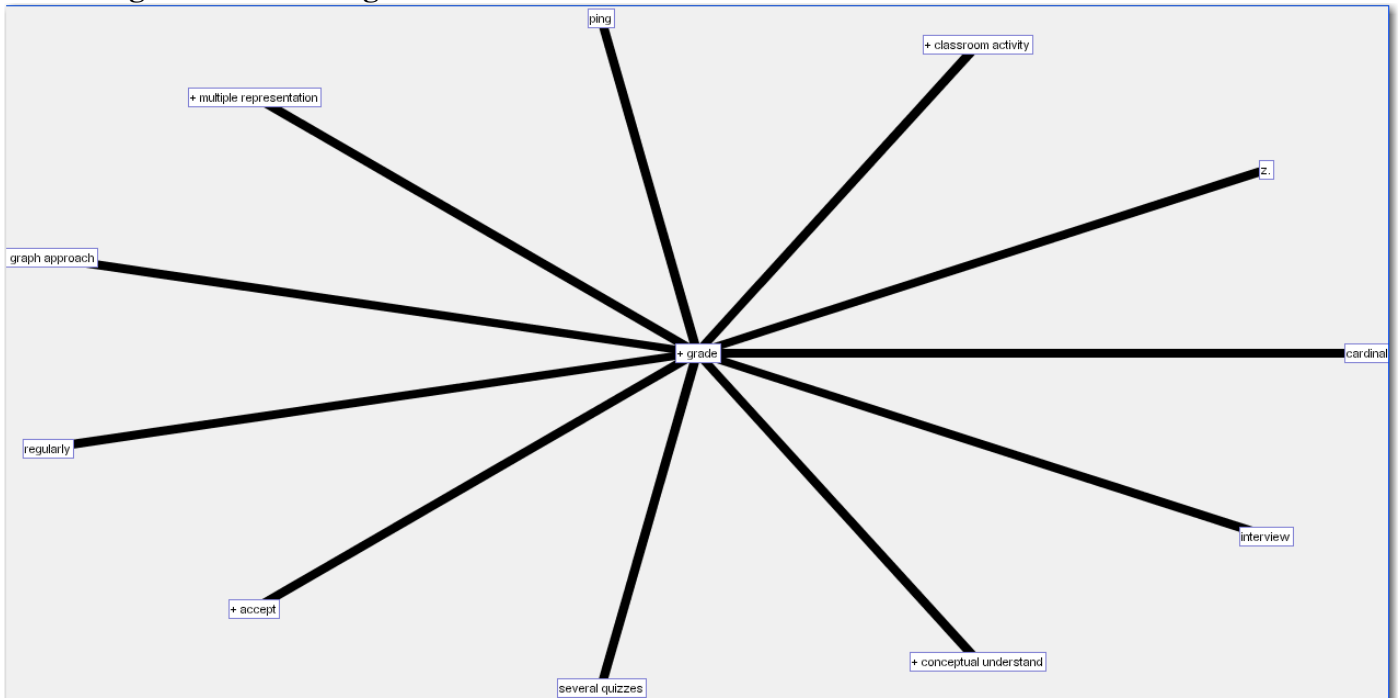 ping
+ classroom activity
+ multiple representation
z.
graph approach
+ grade
cardinal
regularly
interview
+ accept
+ conceptual understand
several quizzes